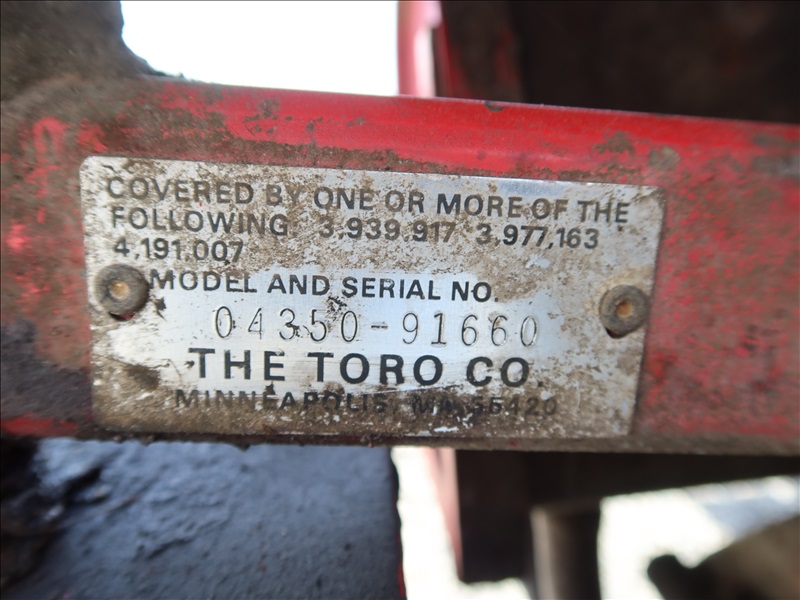 COVERED BY ONE OR MORE OF THE
FOLLOWING 3,939,917 3,977,163
4,191,007
MODEL AND SERIAL NO.
04350-91660
THE TORO CO.
MINNEAPOLIS, MN 55420